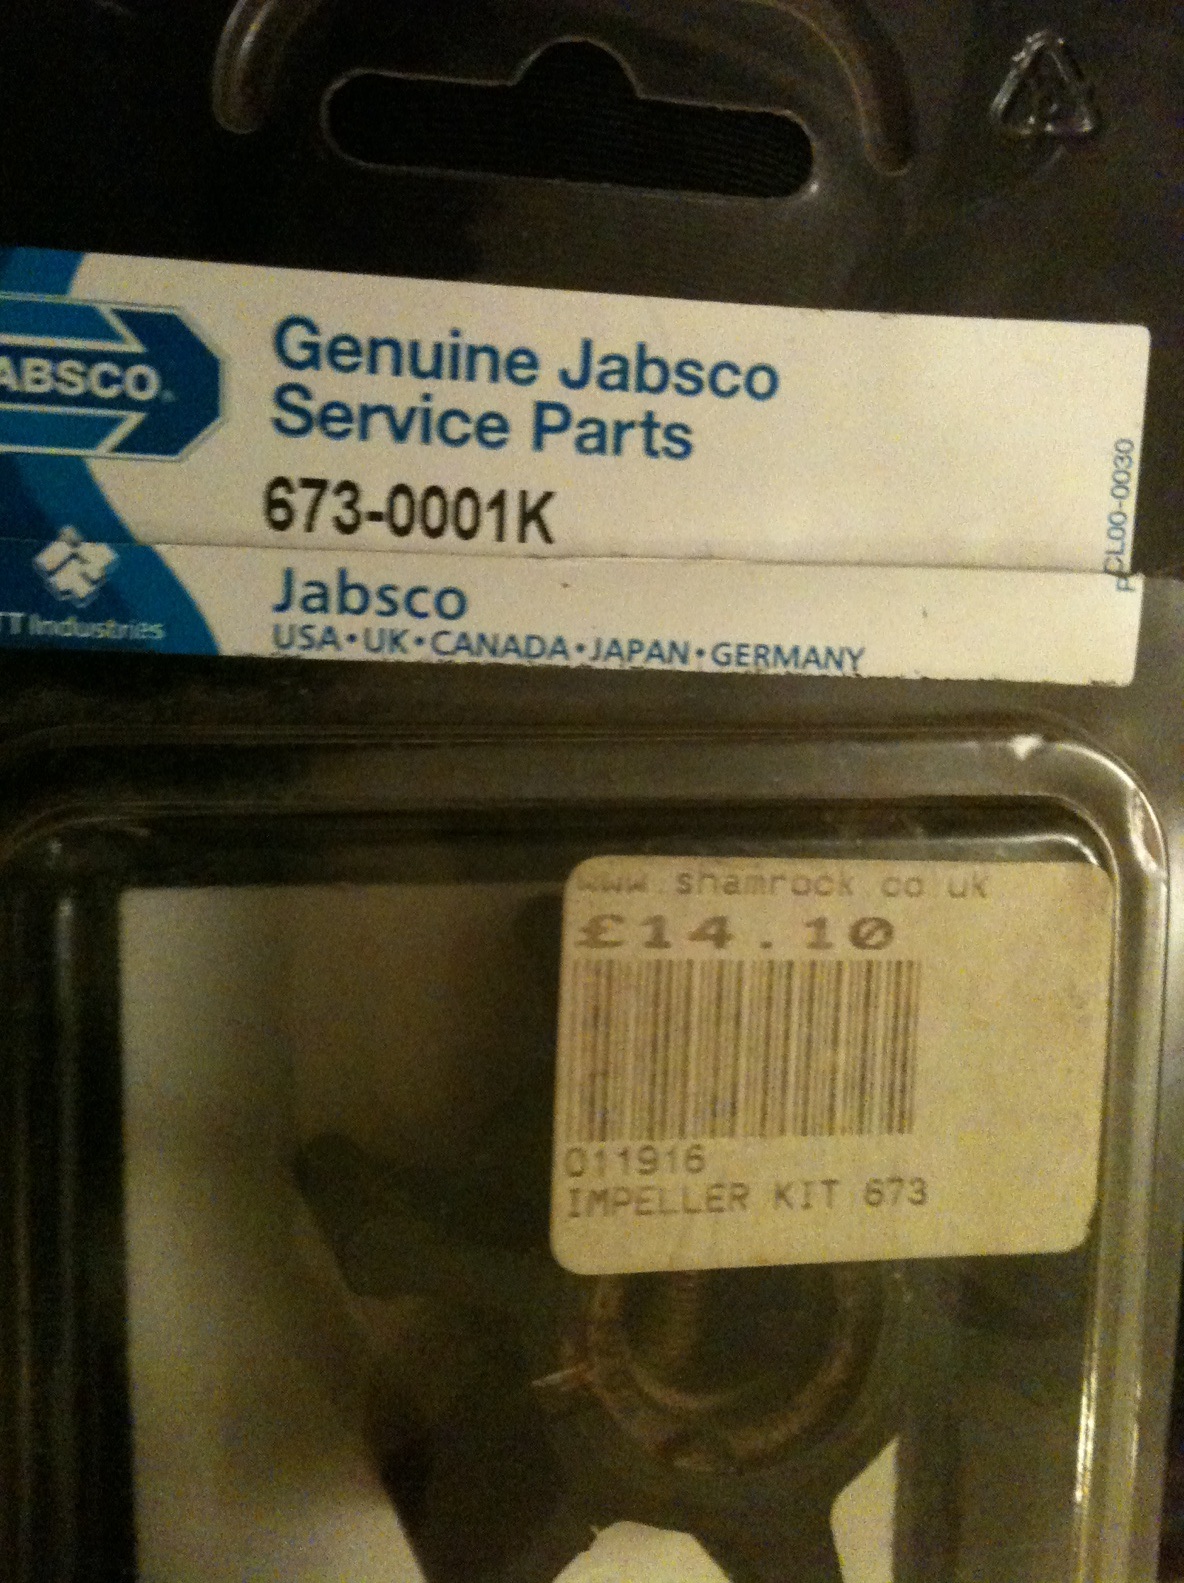 Genuine Jabsco
Service Parts
ABSCO
673-0001K
CL00-0030
Jabsco
USA•UK•CANADA•JAPAN•GERMANY
TT Industries
www.shamrock.co.uk
£14.10
011916
IMPELLER KIT 673